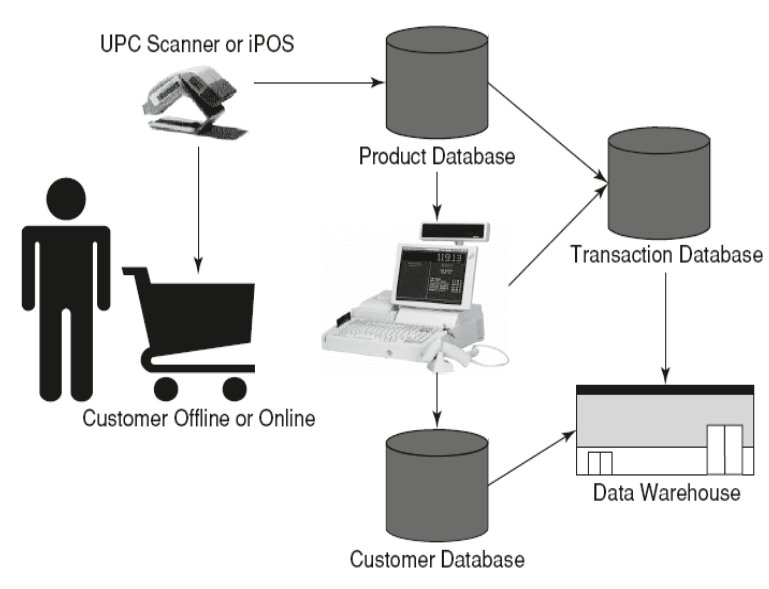 UPC Scanner or iPOS
Product Database
Transaction Database
Customer Offline or Online
Data Warehouse
Customer Database